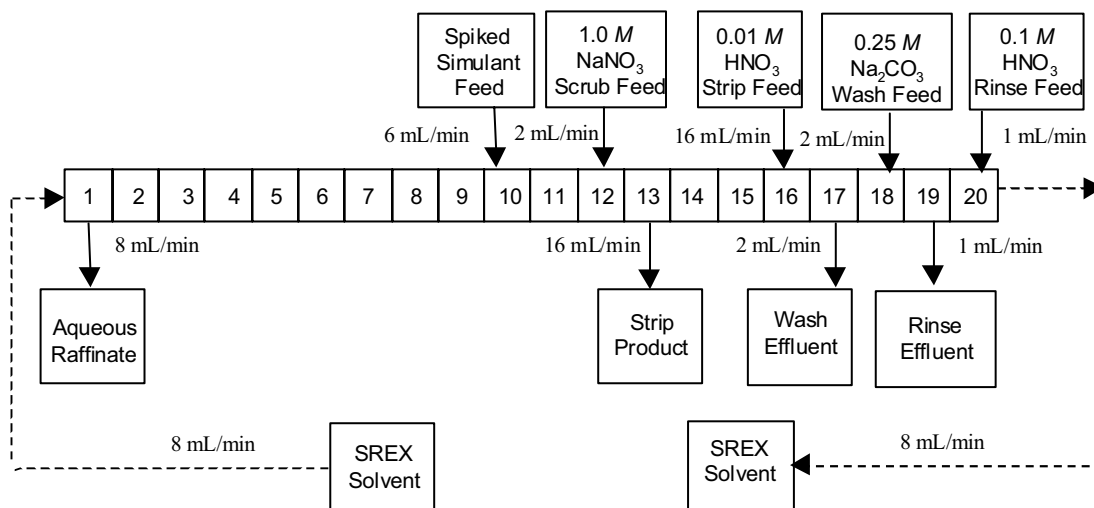 Spiked
Simulant
Feed
1.0 M
NaNO₃
Scrub Feed
0.01 M
HNO₃
Strip Feed
0.25 M
Na₂CO₃
Wash Feed
0.1 M
HNO₃
Rinse Feed
6 mL/min
2 mL/min
16 mL/min
2 mL/min
1 mL/min
1 2 3 4 5 6 7 8 9 10 11 12 13 14 15 16 17 18 19 20
8 mL/min
16 mL/min
2 mL/min
1 mL/min
Aqueous
Raffinate
Strip
Product
Wash
Effluent
Rinse
Effluent
8 mL/min
SREX
Solvent
SREX
Solvent
8 mL/min